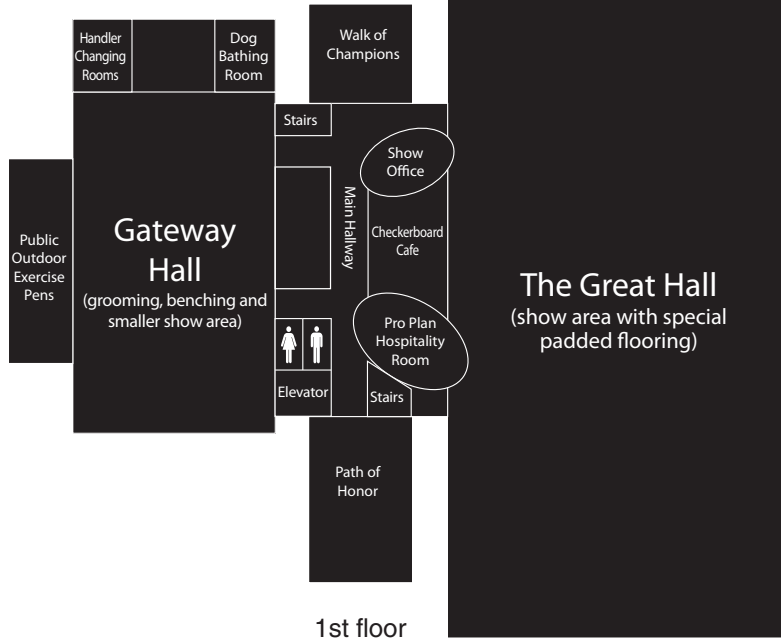 Handler
Changing
Rooms
Dog
Bathing
Room
Walk of
Champions
Stairs
Show
Office
Main Hallway
Checkerboard
Cafe
Public
Outdoor
Exercise
Pens
Gateway
Hall
(grooming, benching and
smaller show area)
The Great Hall
(show area with special
padded flooring)
Pro Plan
Hospitality
Room
Elevator
Stairs
Path of
Honor
1st floor